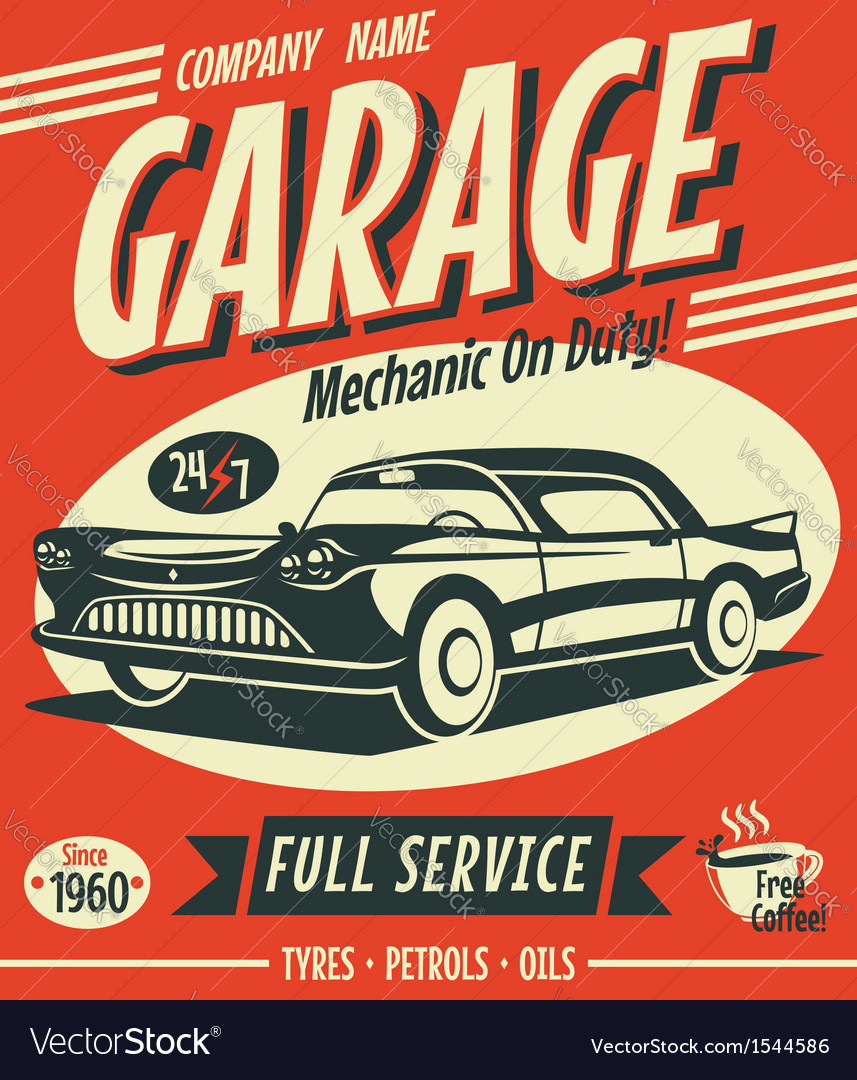 COMPANY NAME
GARAGE
Mechanic On Duty!
24 7
FULL SERVICE
Since
1960
Free
Coffee!
TYRES • PETROLS • OILS
VectorStock®
VectorStock.com/1544586